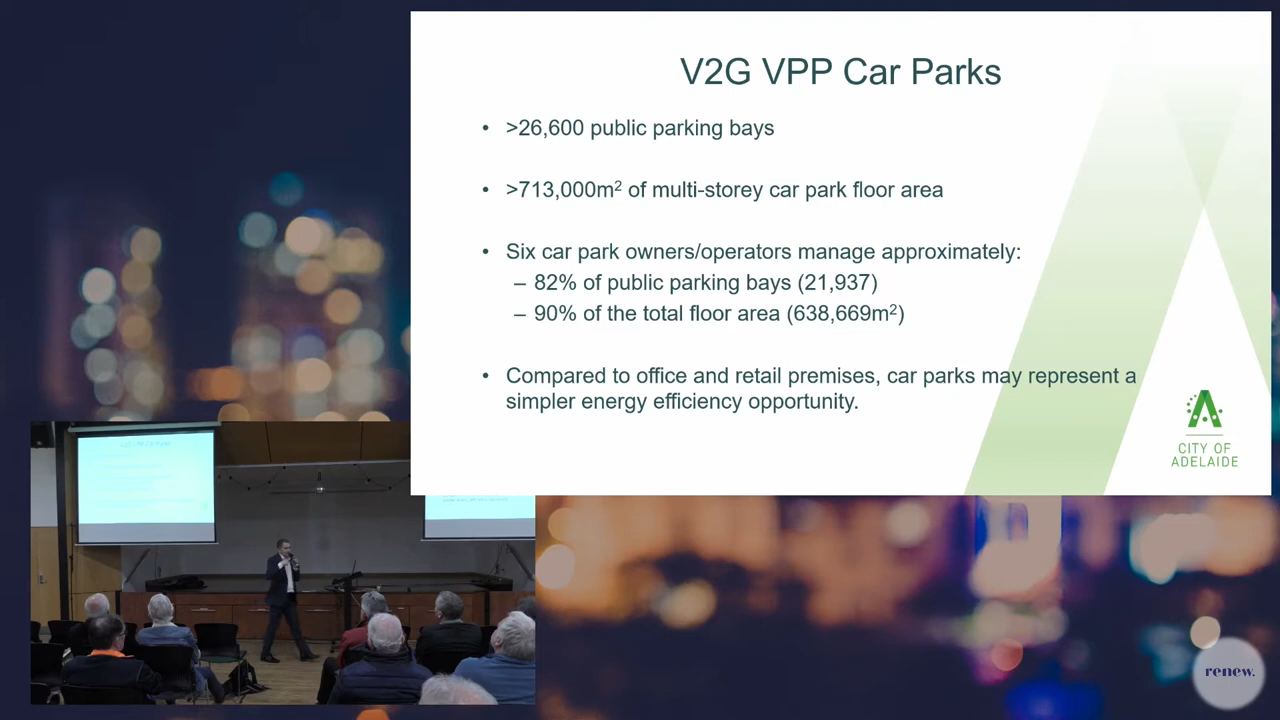 V2G VPP Car Parks
• >26,600 public parking bays
• >713,000m² of multi-storey car park floor area
• Six car park owners/operators manage approximately:
– 82% of public parking bays (21,937)
– 90% of the total floor area (638,669m²)
• Compared to office and retail premises, car parks may represent a
simpler energy efficiency opportunity.
CITY OF
ADELAIDE
renew.